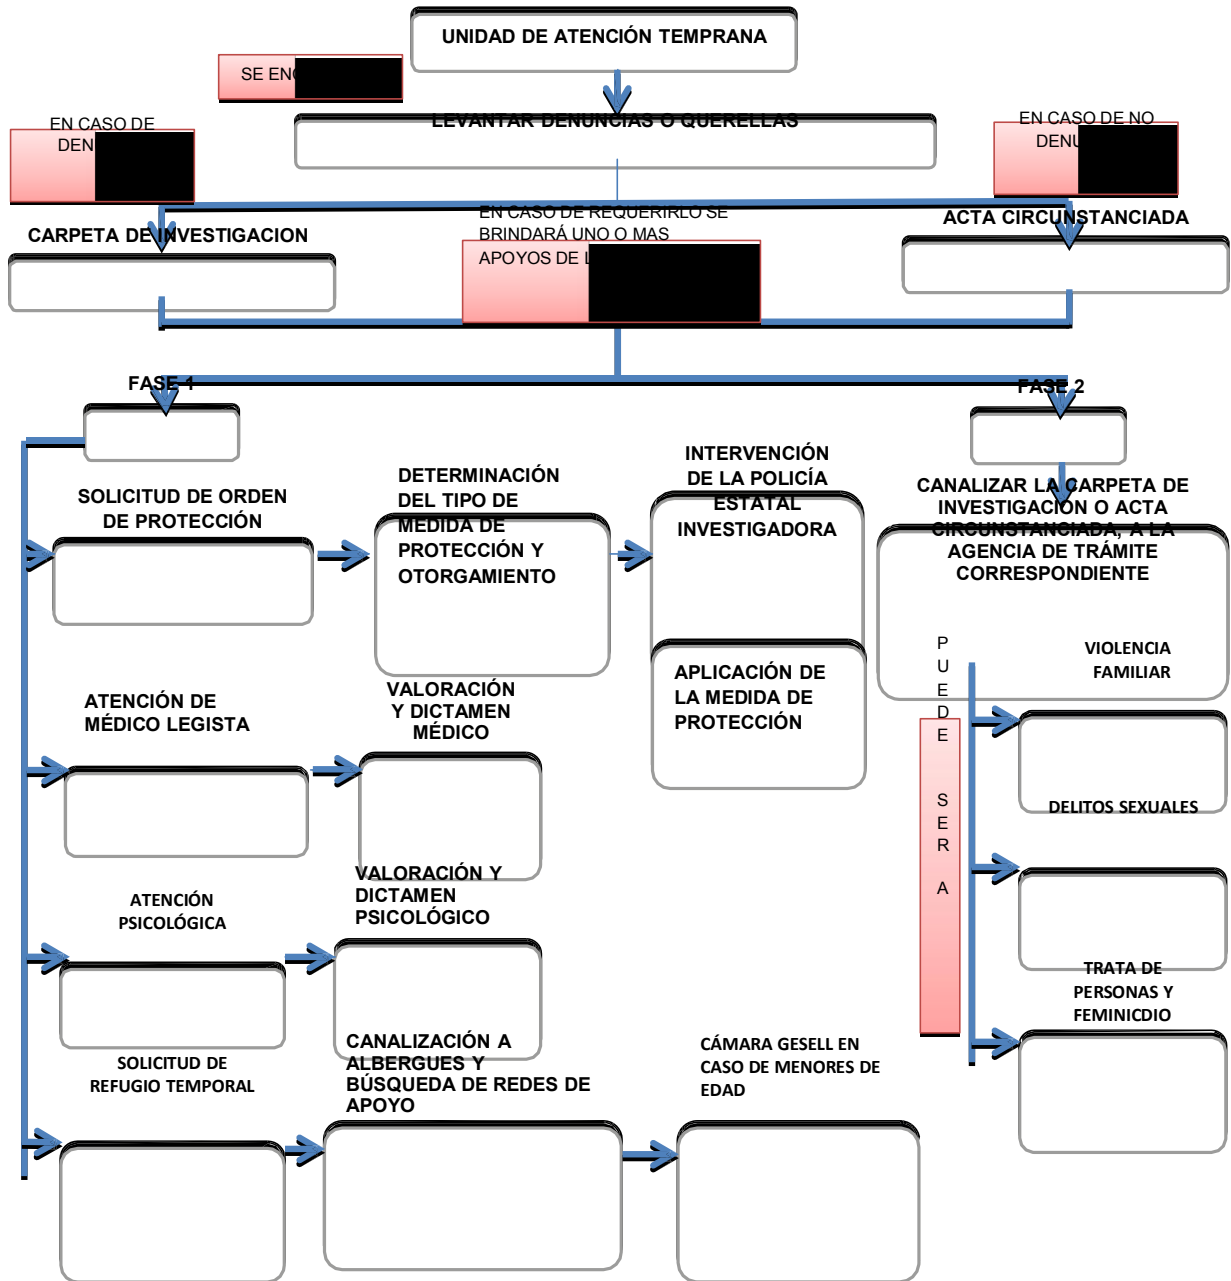 UNIDAD DE ATENCIÓN TEMPRANA
SE
LEVANTAR DENUNCIAS O QUERELLAS
EN CASO DE
EN CASO DE NO
EN CASO DE REQUERIRLO SE
BRINDARÁ UNO O MAS
APOYOS DE
CARPETA DE INVESTIGACION
ACTA CIRCUNSTANCIADA
FASE 1
FASE 2
SOLICITUD DE ORDEN
DE PROTECCIÓN
DETERMINACIÓN
DEL TIPO DE
MEDIDA DE
PROTECCIÓN Y
OTORGAMIENTO
INTERVENCIÓN
DE LA POLICÍA
ESTATAL
INVESTIGADORA
CANALIZAR LA CARPETA DE
INVESTIGACION O ACTA
CIRCUNSTANCIADA, A LA
AGENCIA DE TRÁMITE
CORRESPONDIENTE
APLICACIÓN DE
LA MEDIDA DE
PROTECCIÓN
PUEDE SER A
VIOLENCIA
FAMILIAR
ATENCIÓN DE
MÉDICO LEGISTA
VALORACIÓN
Y DICTAMEN
MÉDICO
DELITOS SEXUALES
ATENCIÓN
PSICOLÓGICA
VALORACIÓN Y
DICTAMEN
PSICOLÓGICO
TRATA DE
PERSONAS Y
FEMINICDIO
SOLICITUD DE
REFUGIO TEMPORAL
CANALIZACIÓN A
ALBERGUES Y
BÚSQUEDA DE REDES DE
APOYO
CÁMARA GESELL EN
CASO DE MENORES DE
EDAD